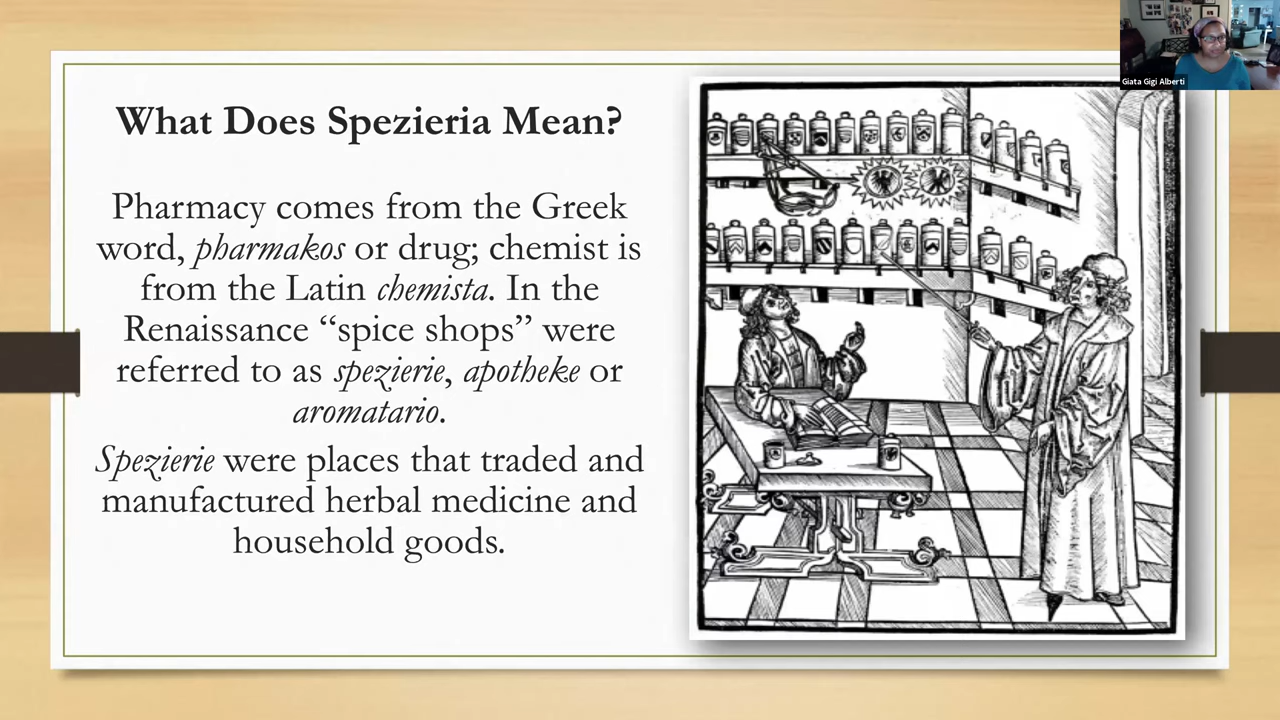 What Does Spezieria Mean?
Pharmacy comes from the Greek
word, pharmakos or drug; chemist is
from the Latin chemista. In the
Renaissance “spice shops” were
referred to as spezierie, apotheke or
aromatario.
Spezierie were places that traded and
manufactured herbal medicine and
household goods.
Giata Gigi Alberti